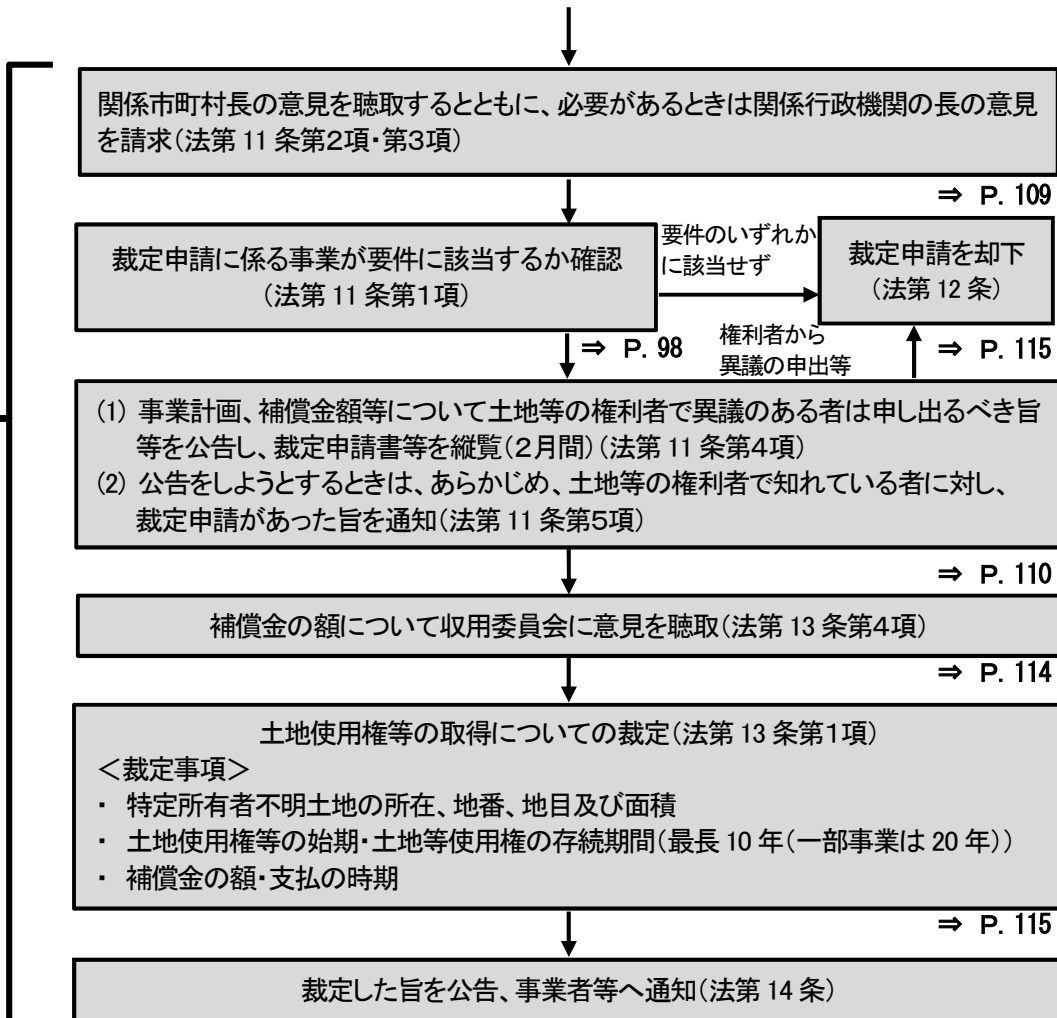 関係市町村長の意見を聴取するとともに、必要があるときは関係行政機関の長の意見
を請求(法第11条第2項・第3項)
⇒ P. 109
裁定申請に係る事業が要件に該当するか確認
(法第11条第1項)
要件のいずれか
に該当せず
裁定申請を却下
(法第12条)
⇒ P. 98
権利者から
異議の申出等
⇒ P. 115
(1) 事業計画、補償金額等について土地等の権利者で異議のある者は申し出るべき旨
等を公告し、裁定申請書等を縦覧(2月間)(法第11条第4項)
(2) 公告をしようとするときは、あらかじめ、土地等の権利者で知れている者に対し、
裁定申請があった旨を通知(法第11条第5項)
⇒ P. 110
補償金の額について収用委員会に意見を聴取(法第13条第4項)
⇒ P. 114
土地使用権等の取得についての裁定(法第13条第1項)
<裁定事項>
・ 特定所有者不明土地の所在、地番、地目及び面積
・ 土地使用権等の始期・土地等使用権の存続期間(最長10年(一部事業は20年))
・ 補償金の額・支払の時期
⇒ P. 115
裁定した旨を公告、事業者等へ通知(法第14条)